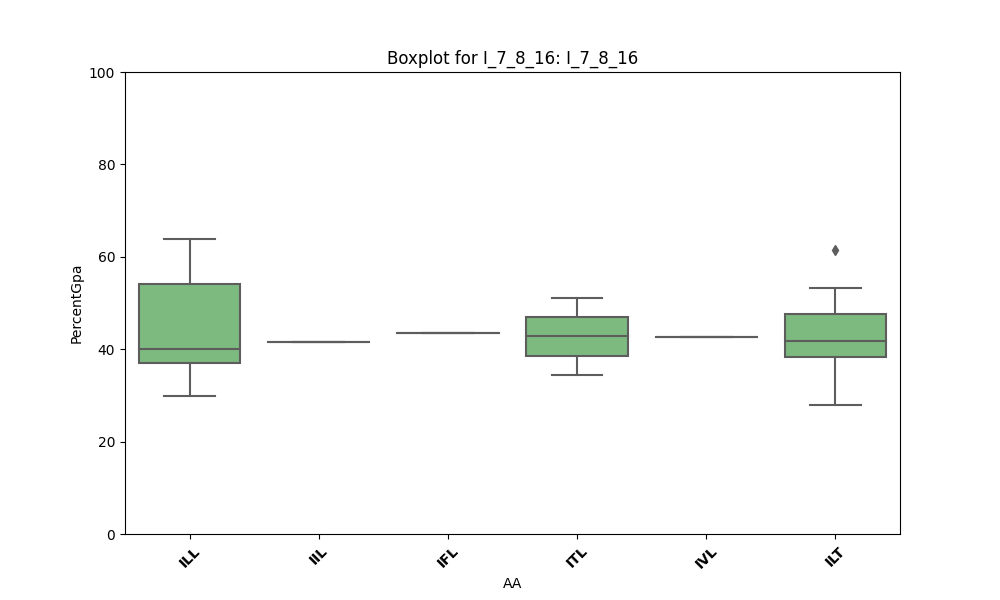 Boxplot for I_7_8_16: I_7_8_16
100
80
60
40
20
0
PercentGpa
ILL
IIL
IFL
ITL
IVL
ILT
AA